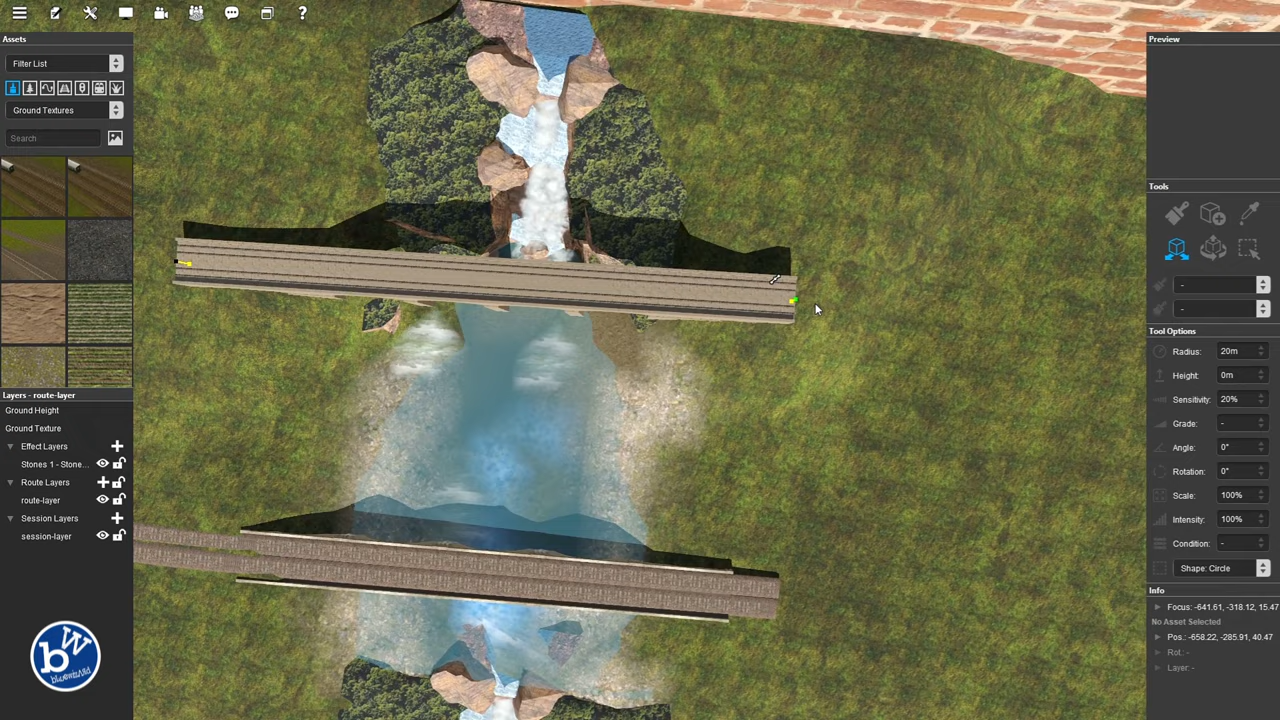 Assets
Filter List
Ground Textures
Search
Layers - route-layer
Ground Height
Ground Texture
Effect Layers
Stones 1 - Stone...
Route Layers
route-layer
Session Layers
session-layer
bw
bluewizard
Preview
Tools
-
-
Tool Options
Radius: 20m
Height: 0m
Sensitivity: 20%
Grade: -
Angle: 0°
Rotation: 0°
Scale: 100%
Intensity: 100%
Condition: -
Shape: Circle
Info
Focus: -641.61, -318.12, 15.47
No Asset Selected
Pos.: -658.22, -285.91, 40.47
Rot.: -
Layer: -